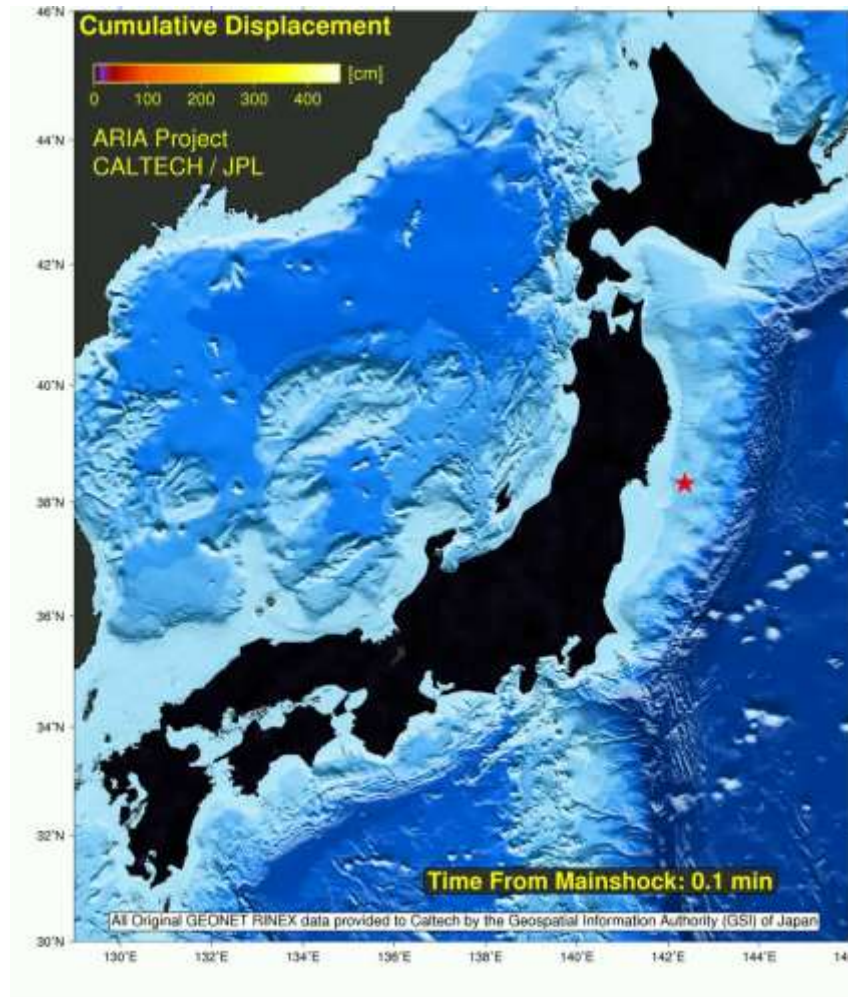 46°N
Cumulative Displacement
[cm]
0 100 200 300 400
ARIA Project
CALTECH / JPL
44°N
42°N
40°N
38°N
36°N
34°N
32°N
Time From Mainshock: 0.1 min
All Original GEONET RINEX data provided to Caltech by the Geospatial Information Authority (GSI) of Japan
30°N
130°E 132°E 134°E 136°E 138°E 140°E 142°E 144°E